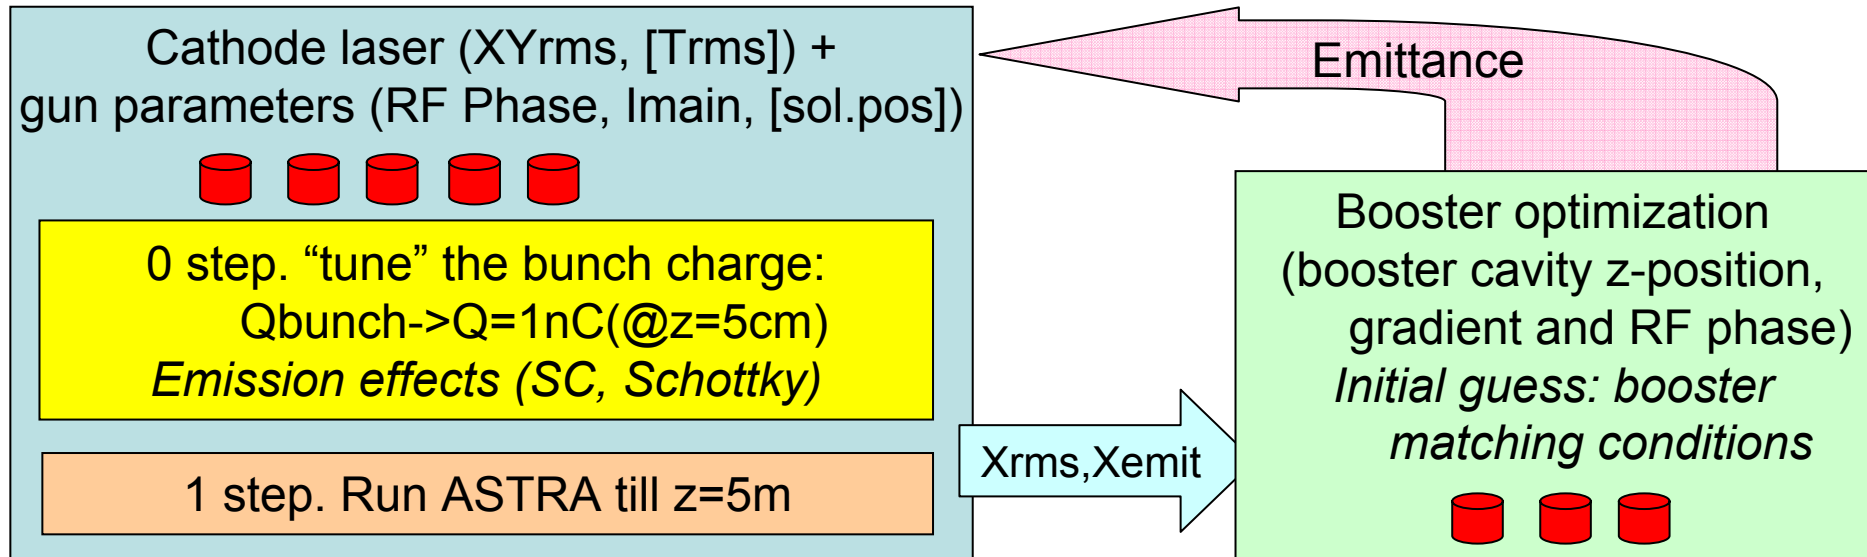 Cathode laser (XYrms, [Trms]) +
gun parameters (RF Phase, Imain, [sol.pos])
0 step. “tune” the bunch charge:
Qbunch->Q=1nC(@z=5cm)
Emission effects (SC, Schottky)
1 step. Run ASTRA till z=5m
Xrms,Xemit
Emittance
Booster optimization
(booster cavity z-position,
gradient and RF phase)
Initial guess: booster
matching conditions